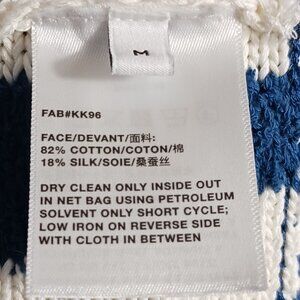 M
FAB#KK96
FACE/DEVANT/面料:
82% COTTON/COTON/棉
18% SILK/SOIE/桑蚕丝
DRY CLEAN ONLY INSIDE OUT
IN NET BAG USING PETROLEUM
SOLVENT ONLY SHORT CYCLE;
LOW IRON ON REVERSE SIDE
WITH CLOTH IN BETWEEN